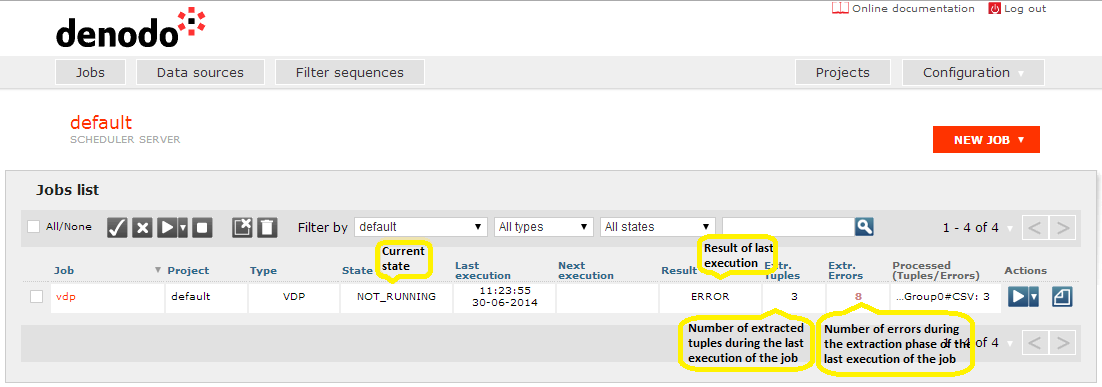 Online documentation Log out
denodo
Jobs Data sources Filter sequences Projects Configuration
default
SCHEDULER SERVER
NEW JOB
Jobs list
All/None Filter by default All types All states 1 - 4 of 4
Current
state
Result of last
execution
Job Project Type State Last
execution Next
execution Result Extr.
Tuples Extr.
Errors Processed
(Tuples/Errors) Actions
vdp default VDP NOT_RUNNING 11:23:55
30-06-2014 ERROR 3 8 ...Group0#CSV: 3
Number of extracted
tuples during the last
execution of the job
Number of errors during
the extraction phase of the
last execution of the job
4 of 4